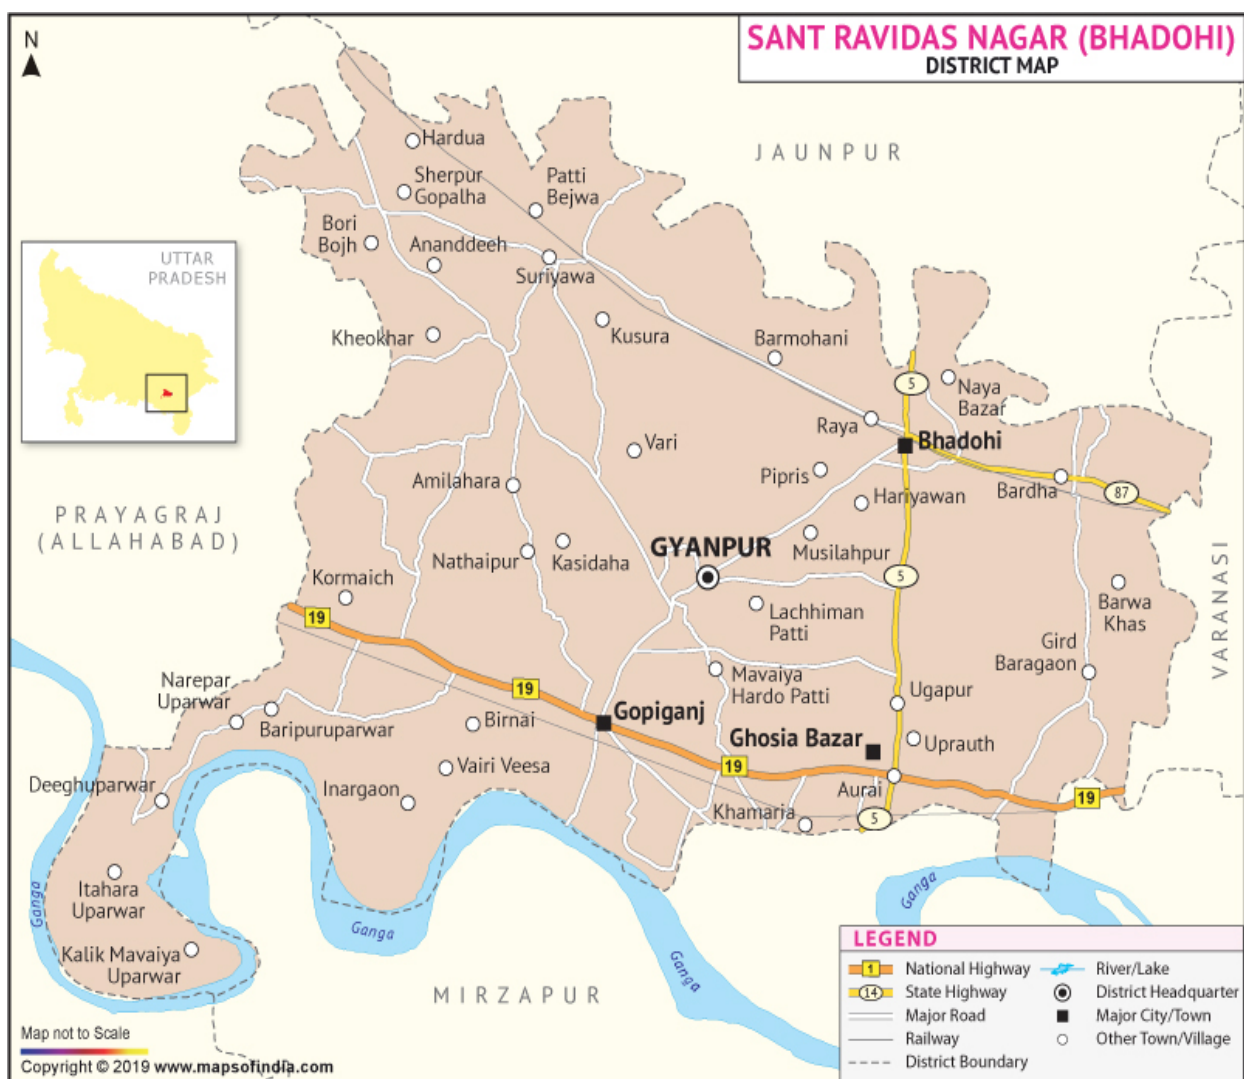 SANT RAVIDAS NAGAR (BHADOHI)
DISTRICT MAP
N
JAUNPUR
Hardua
Sherpur
Gopalha
Patti
Bejwa
Bori
Bojh
Ananddeeh
Suriyawa
UTTAR
PRADESH
Kheokhar
Kusura
Barmohani
5
Naya
Bazar
Raya
Bhadohi
Vari
Pipris
Amilahara
Hariyawan
Bardha
87
PRAYAGRAJ
(ALLAHABAD)
GYANPUR
Musilahpur
Nathaipur
Kasidaha
Kormaich
5
VARANASI
Barwa
Khas
Lachhiman
Patti
19
Gird
Baragaon
Narepar
Uparwar
Mavaiya
Hardo Patti
19
Ugapur
Baripuruparwar
Birnai
Gopiganj
Ghosia Bazar
Uprauth
Vairi Veesa
19
Deeghuparwar
Inargaon
Aurai
19
Khamaria
5
Itahara
Uparwar
Ganga
Ganga
Ganga
Ganga
Kalik Mavaiya
Uparwar
MIRZAPUR
LEGEND
1 National Highway
River/Lake
14 State Highway
District Headquarter
Major Road
Major City/Town
Railway
Other Town/Village
District Boundary
Map not to Scale
Copyright © 2019 www.mapsofindia.com